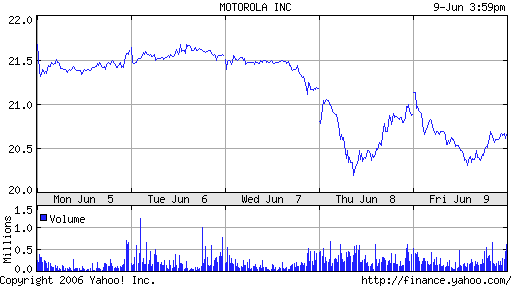 MOTOROLA INC 9-Jun 3:59pm
22.0
21.5
21.0
20.5
20.0
Mon Jun 5 Tue Jun 6 Wed Jun 7 Thu Jun 8 Fri Jun 9
1.5
Volume
1.0
0.5
0.0
Millions
Copyright 2006 Yahoo! Inc. http://finance.yahoo.com/